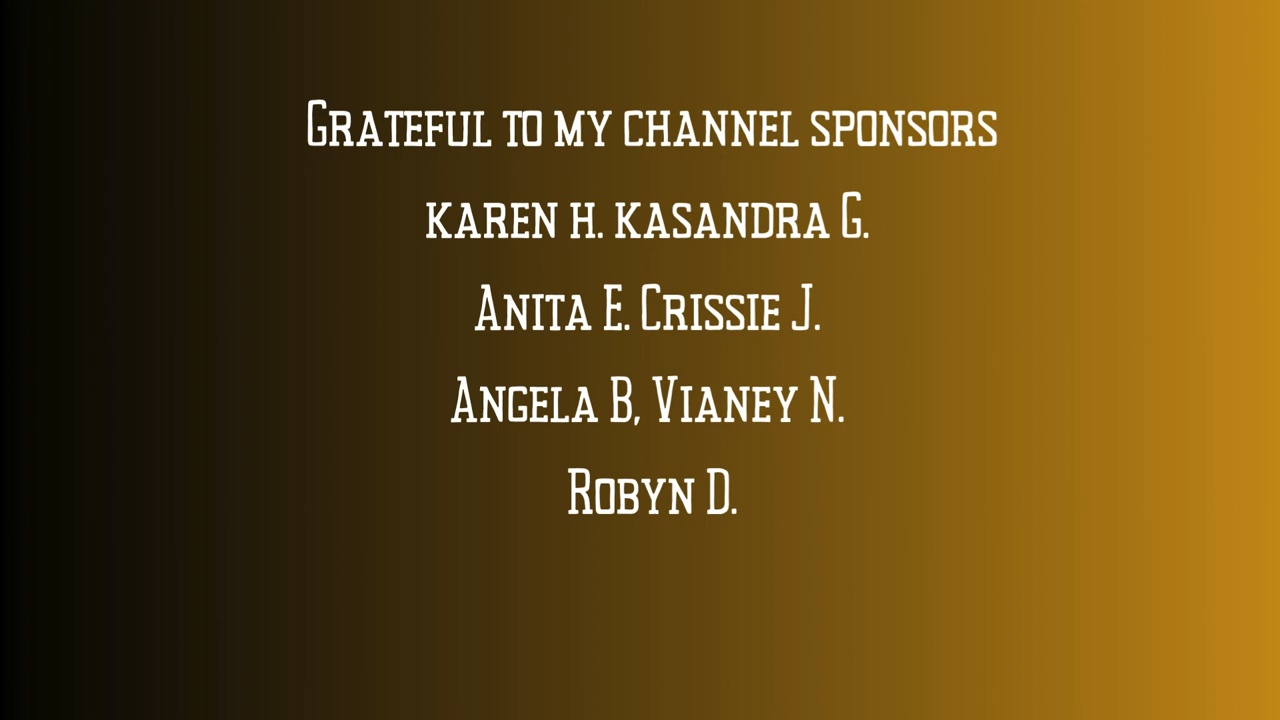 Grateful to my channel sponsors
karen h. kasandra G.
Anita E. Crissie J.
Angela B, Vianey N.
Robyn D.